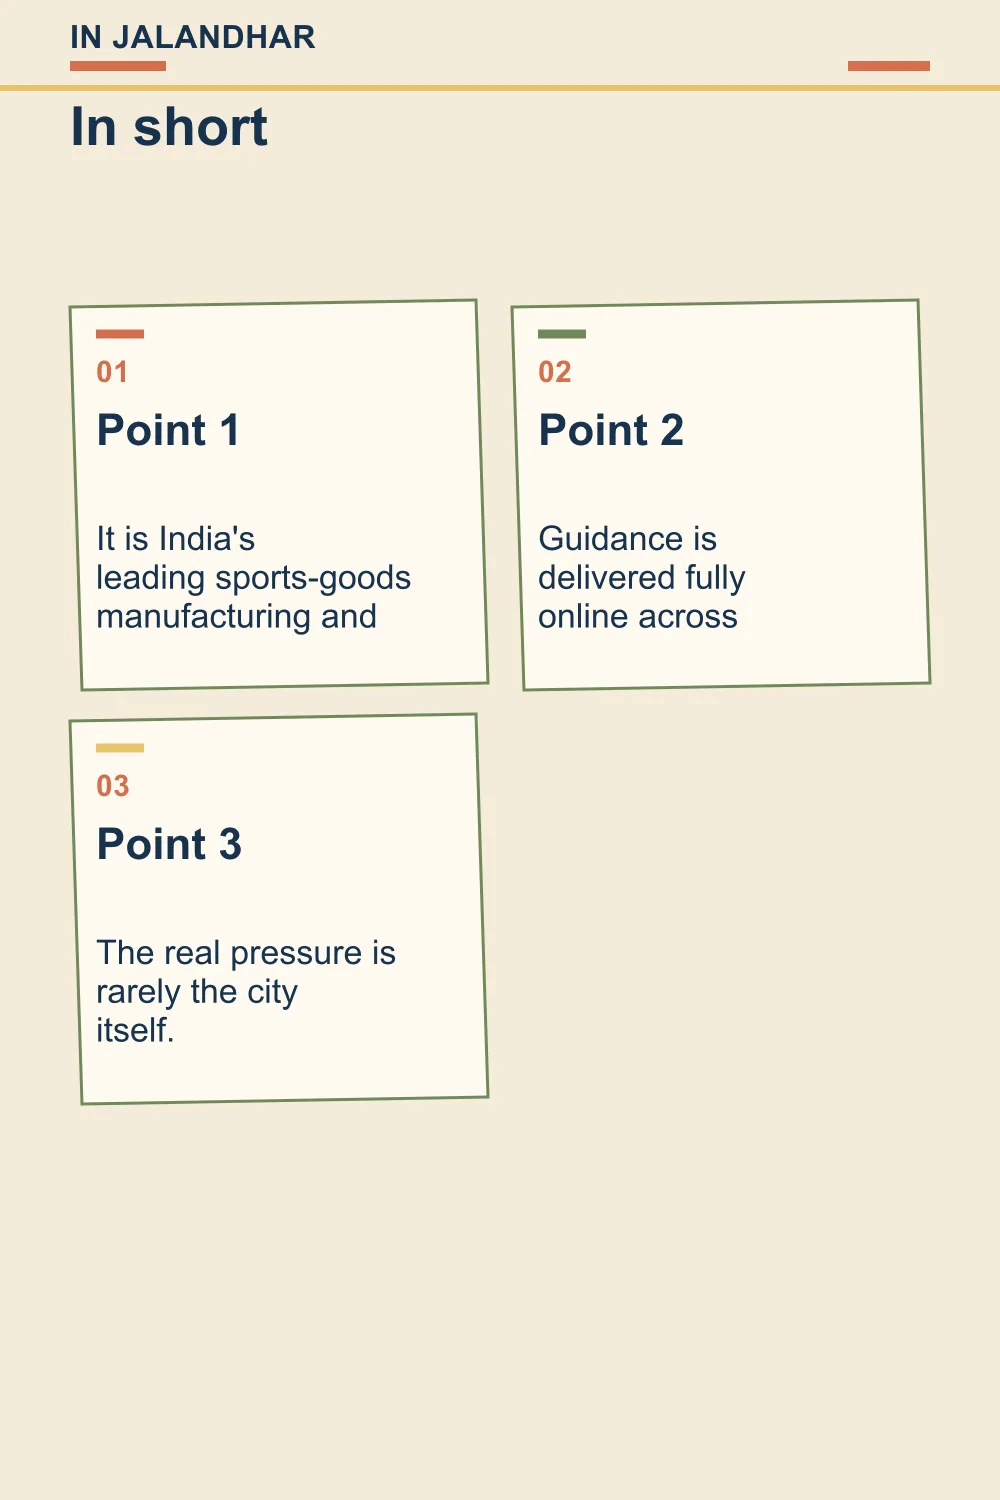 IN JALANDHAR
In short
01
Point 1
It is India's
leading sports-goods
manufacturing and
02
Point 2
Guidance is
delivered fully
online across
03
Point 3
The real pressure is
rarely the city
itself.